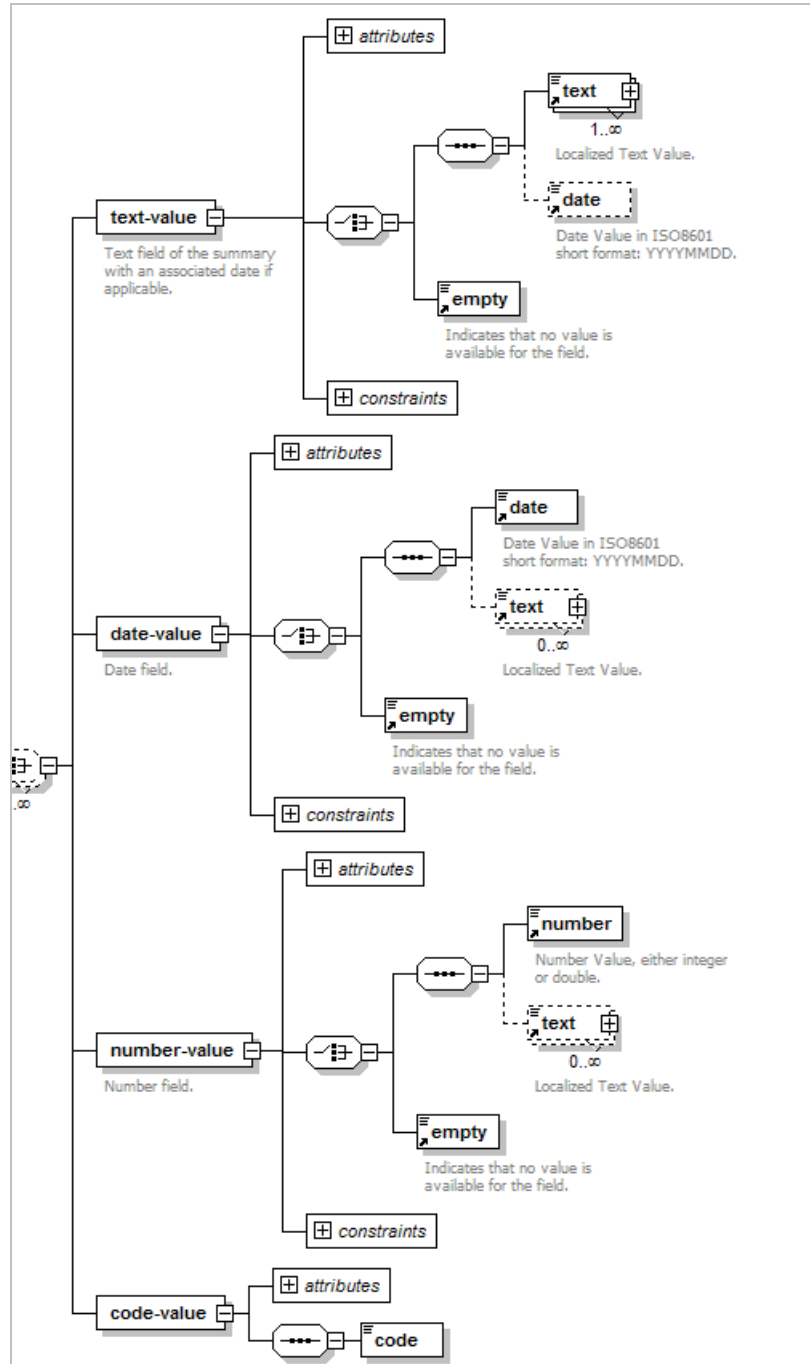 attributes
text
1..∞
Localized Text Value.
date
Date Value in ISO8601
short format: YYYYMMDD.
text-value
Text field of the summary
with an associated date if
applicable.
empty
Indicates that no value is
available for the field.
constraints
attributes
date
Date Value in ISO8601
short format: YYYYMMDD.
text
0..∞
Localized Text Value.
date-value
Date field.
empty
Indicates that no value is
available for the field.
..∞
constraints
attributes
number
Number Value, either integer
or double.
text
0..∞
Localized Text Value.
number-value
Number field.
empty
Indicates that no value is
available for the field.
constraints
attributes
code-value
code